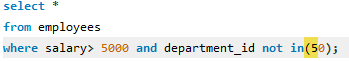 select *
from employees
where salary> 5000 and department_id not in(50);